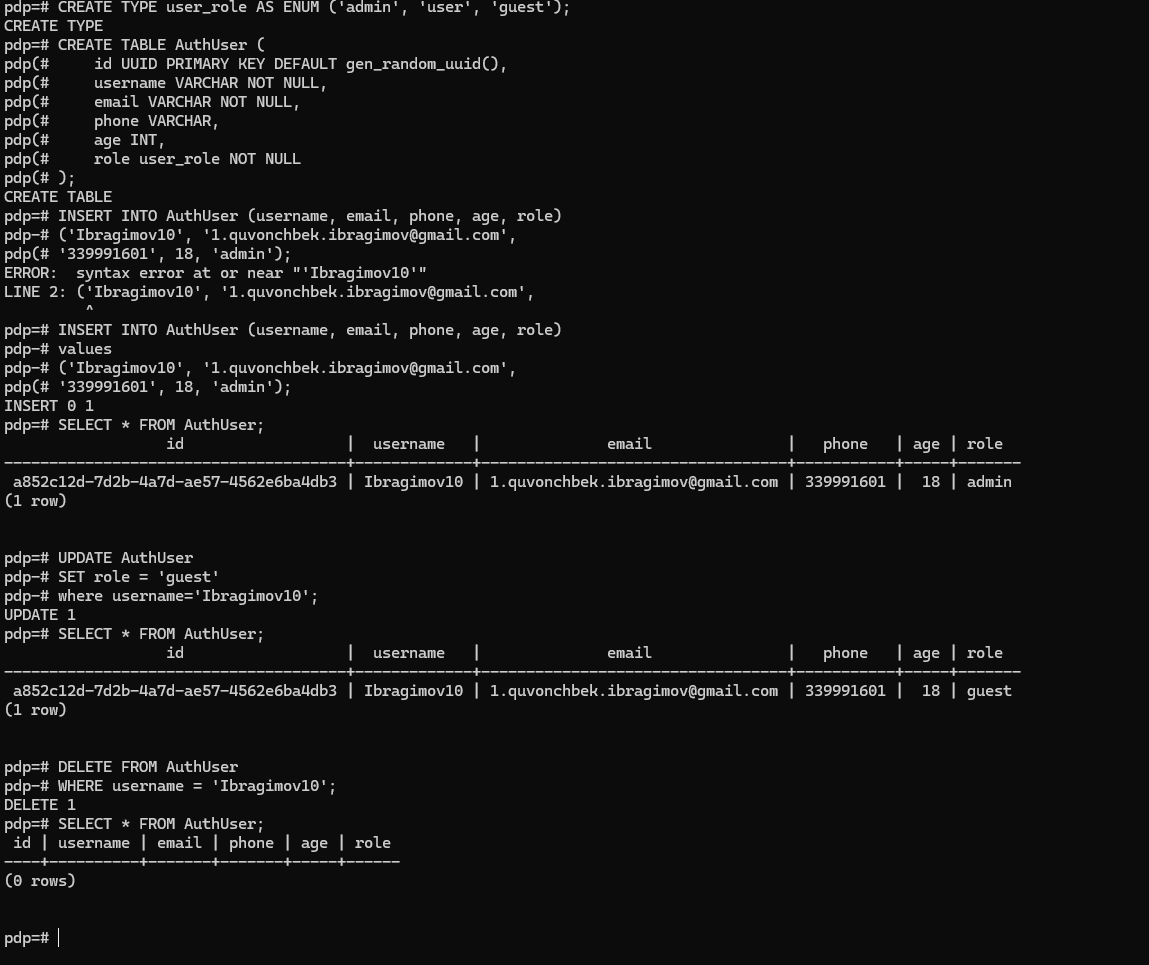 pdp=# CREATE TYPE user_role AS ENUM ('admin', 'user', 'guest');
CREATE TYPE
pdp=# CREATE TABLE AuthUser (
pdp(#     id UUID PRIMARY KEY DEFAULT gen_random_uuid(),
pdp(#     username VARCHAR NOT NULL,
pdp(#     email VARCHAR NOT NULL,
pdp(#     phone VARCHAR,
pdp(#     age INT,
pdp(#     role user_role NOT NULL
pdp(# );
CREATE TABLE
pdp=# INSERT INTO AuthUser (username, email, phone, age, role)
pdp-# ('Ibragimov10', '1.quvonchbek.ibragimov@gmail.com',
pdp(# '339991601', 18, 'admin');
ERROR:  syntax error at or near "'Ibragimov10'"
LINE 2: ('Ibragimov10', '1.quvonchbek.ibragimov@gmail.com',
         ^
pdp=# INSERT INTO AuthUser (username, email, phone, age, role)
pdp-# values
pdp-# ('Ibragimov10', '1.quvonchbek.ibragimov@gmail.com',
pdp(# '339991601', 18, 'admin');
INSERT 0 1
pdp=# SELECT * FROM AuthUser;
                  id                  |  username   |              email               |   phone   | age | role
--------------------------------------+-------------+----------------------------------+-----------+-----+-------
 a852c12d-7d2b-4a7d-ae57-4562e6ba4db3 | Ibragimov10 | 1.quvonchbek.ibragimov@gmail.com | 339991601 |  18 | admin
(1 row)
pdp=# UPDATE AuthUser
pdp-# SET role = 'guest'
pdp-# where username='Ibragimov10';
UPDATE 1
pdp=# SELECT * FROM AuthUser;
                  id                  |  username   |              email               |   phone   | age | role
--------------------------------------+-------------+----------------------------------+-----------+-----+-------
 a852c12d-7d2b-4a7d-ae57-4562e6ba4db3 | Ibragimov10 | 1.quvonchbek.ibragimov@gmail.com | 339991601 |  18 | guest
(1 row)
pdp=# DELETE FROM AuthUser
pdp-# WHERE username = 'Ibragimov10';
DELETE 1
pdp=# SELECT * FROM AuthUser;
 id | username | email | phone | age | role
----+----------+-------+-------+-----+------
(0 rows)
pdp=#